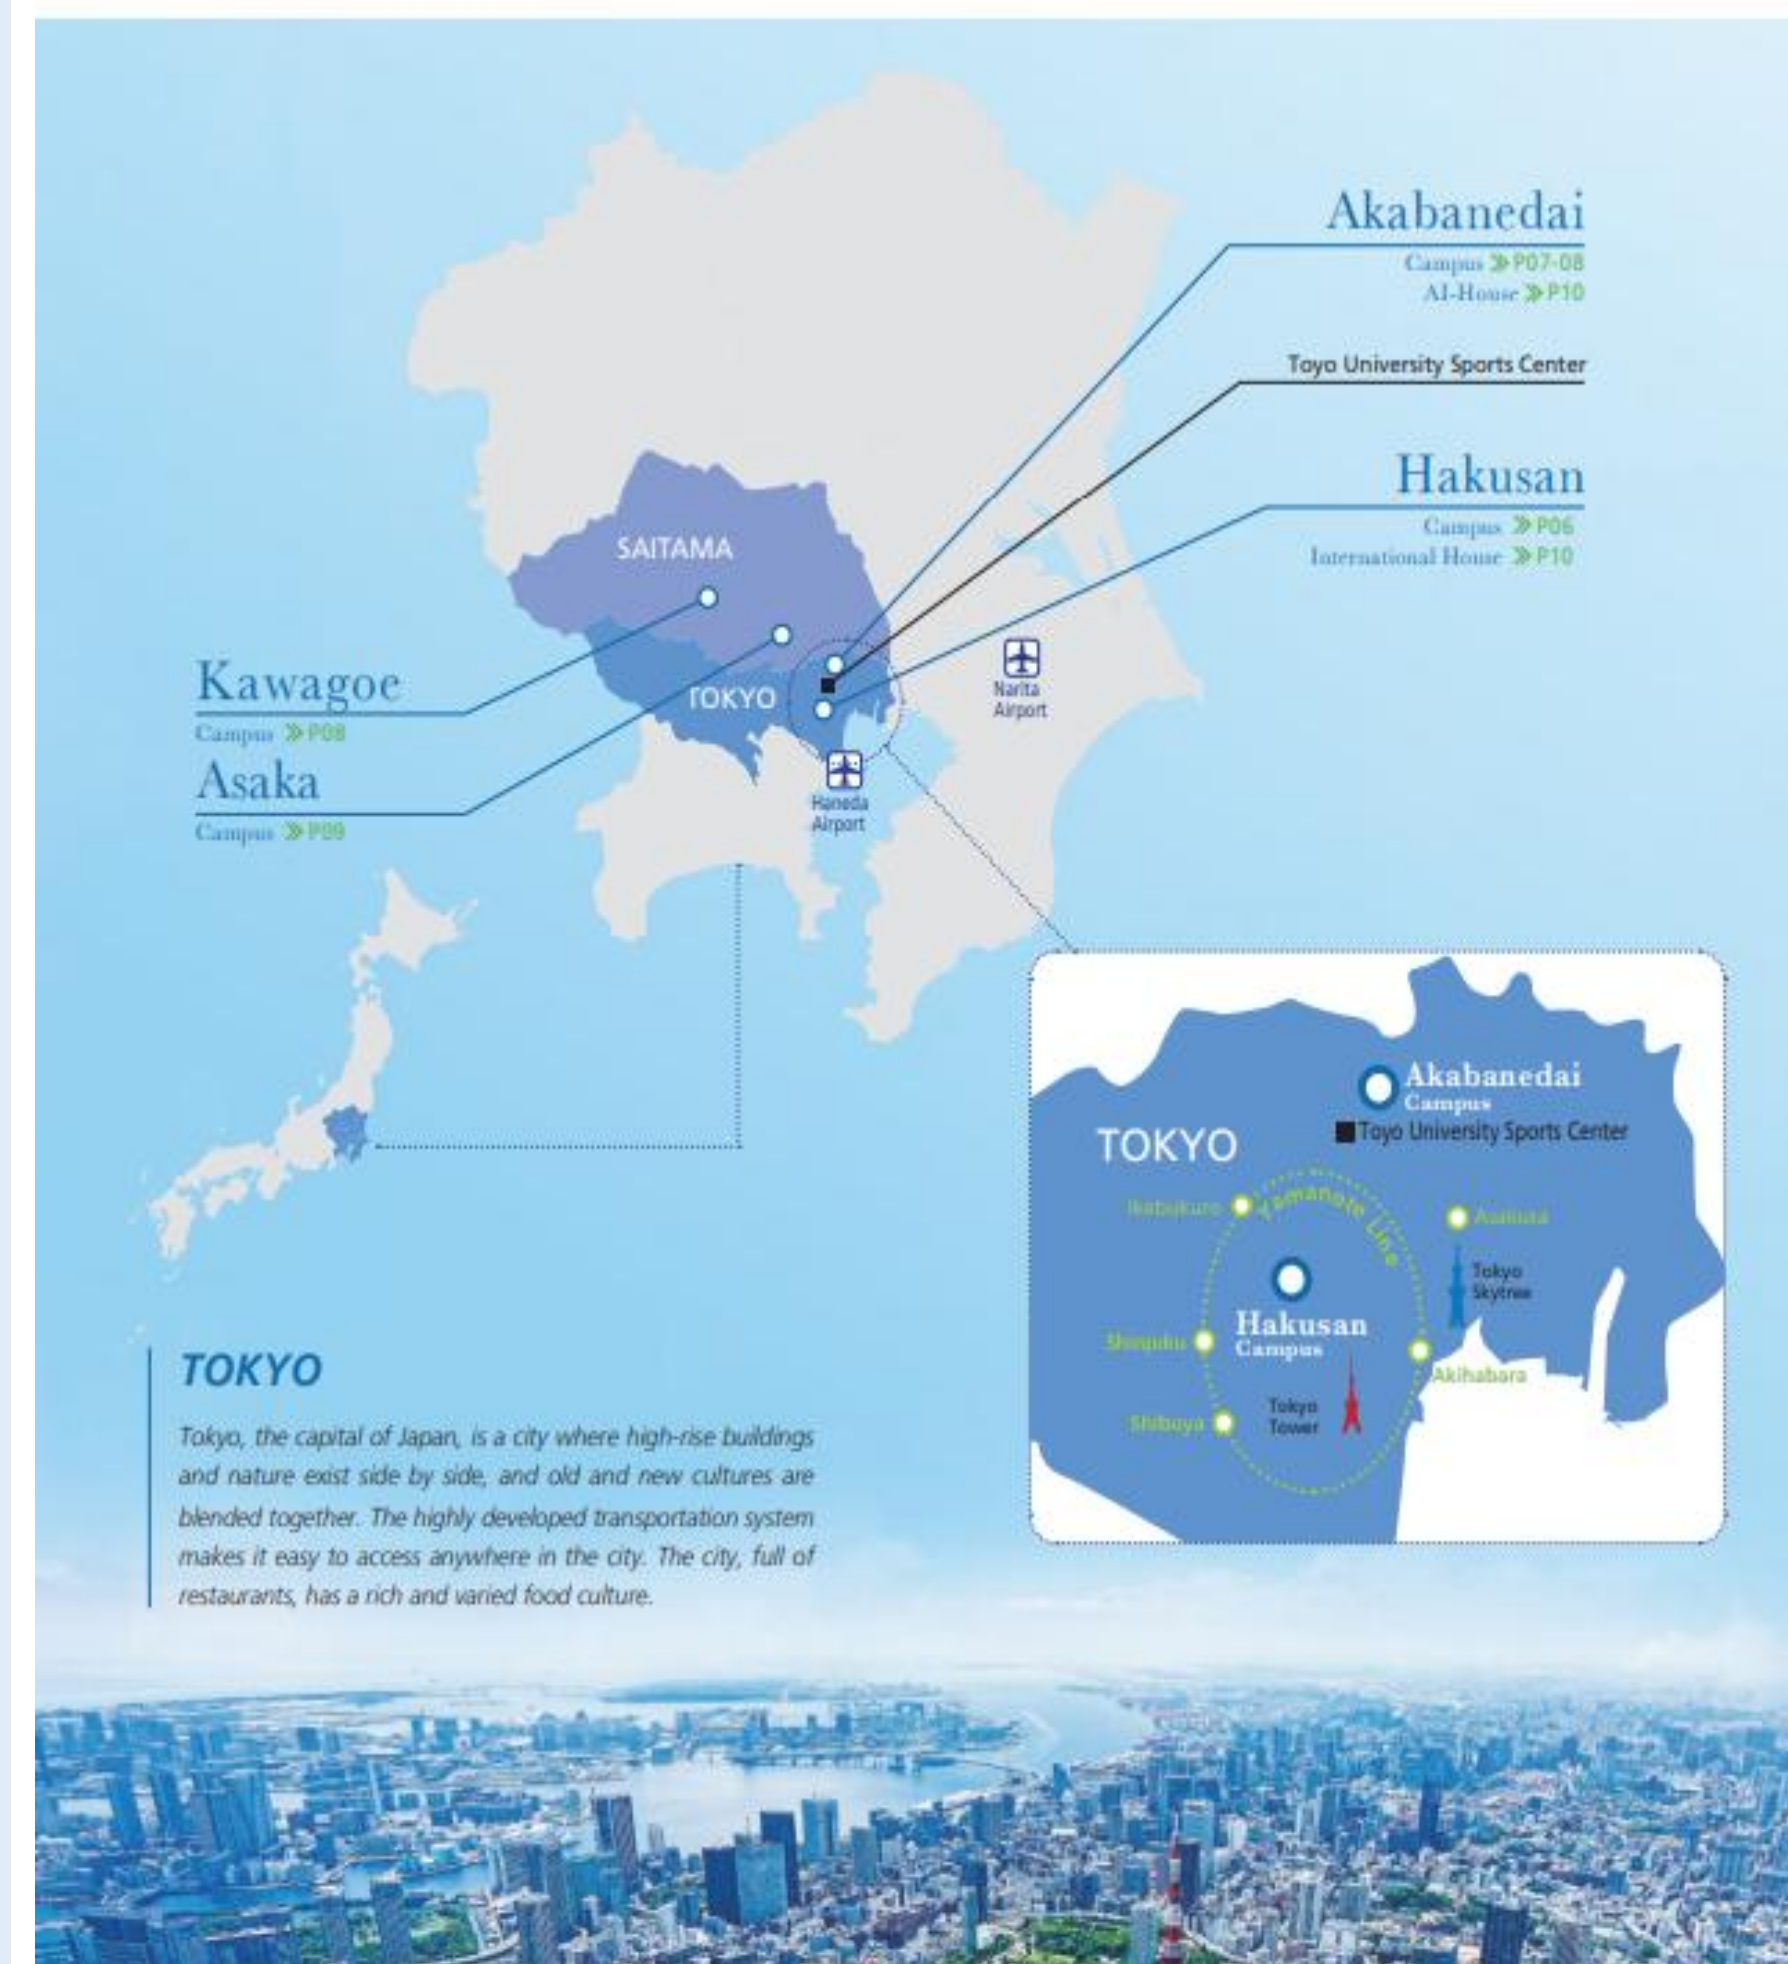 Akabanedai
Campus ≫P07-08
AI-House ≫P10
Toyo University Sports Center
Hakusan
Campus ≫P06
International House ≫P10
SAITAMA
TOKYO
Kawagoe
Campus ≫P08
Asaka
Campus ≫P09
Narita
Airport
Haneda
Airport
Akabanedai
Campus
Toyo University Sports Center
TOKYO
Yamanote Line
Asakusa
Tokyo
Skytree
Hakusan
Campus
Shinjuku
Akihabara
Shibuya
Tokyo
Tower
TOKYO
Tokyo, the capital of Japan, is a city where high-rise buildings
and nature exist side by side, and old and new cultures are
blended together. The highly developed transportation system
makes it easy to access anywhere in the city. The city, full of
restaurants, has a rich and varied food culture.